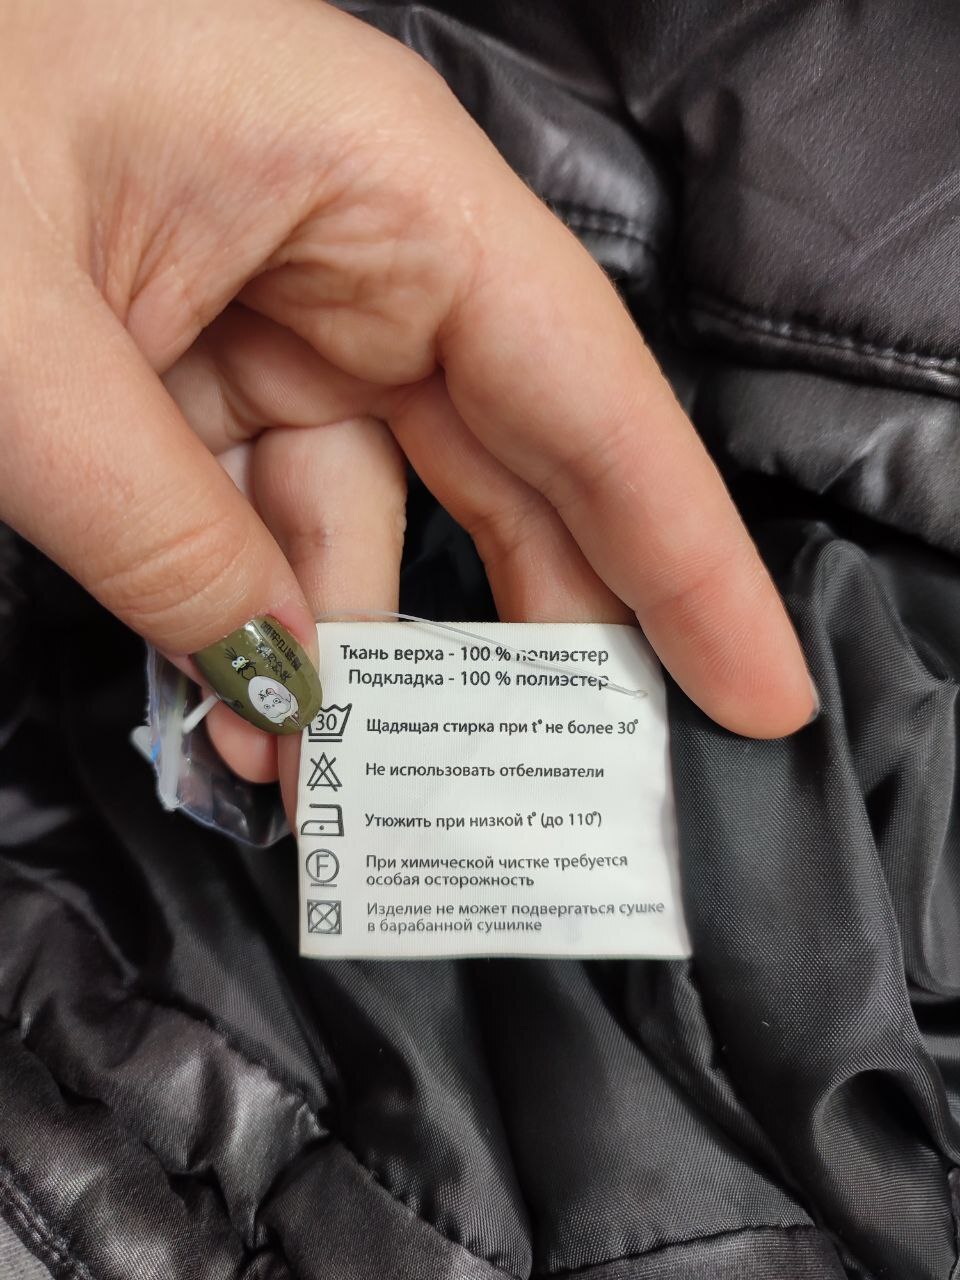 Ткань верха - 100 % полиэстер
Подкладка - 100 % полиэстер
30
Щадящая стирка при t° не более 30°
Не использовать отбеливатели
Утюжить при низкой t° (до 110°)
F
При химической чистке требуется
особая осторожность
Изделие не может подвергаться сушке
в барабанной сушилке